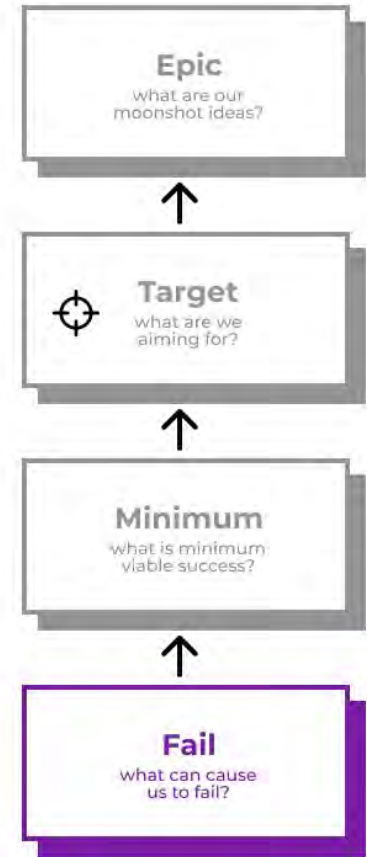 Epic
what are our
moonshot ideas?
Target
what are we
aiming for?
Minimum
what is minimum
viable success?
Fail
what can cause
us to fail?